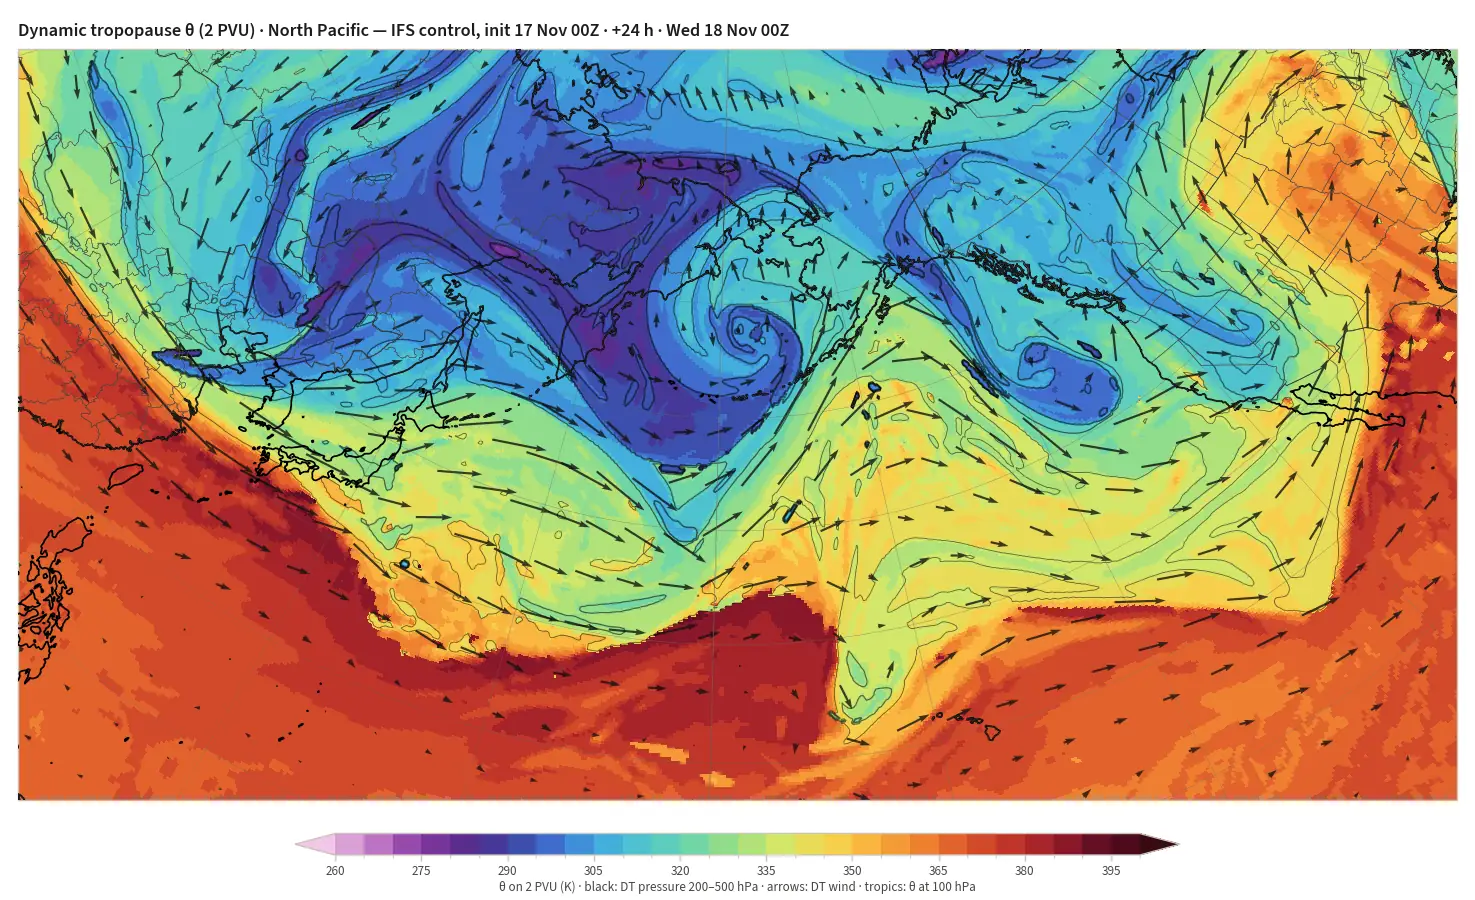 Dynamic tropopause θ (2 PVU) · North Pacific — IFS control, init 17 Nov 00Z · +24 h · Wed 18 Nov 00Z
260 275 290 305 320 335 350 365 380 395
θ on 2 PVU (K) · black: DT pressure 200–500 hPa · arrows: DT wind · tropics: θ at 100 hPa